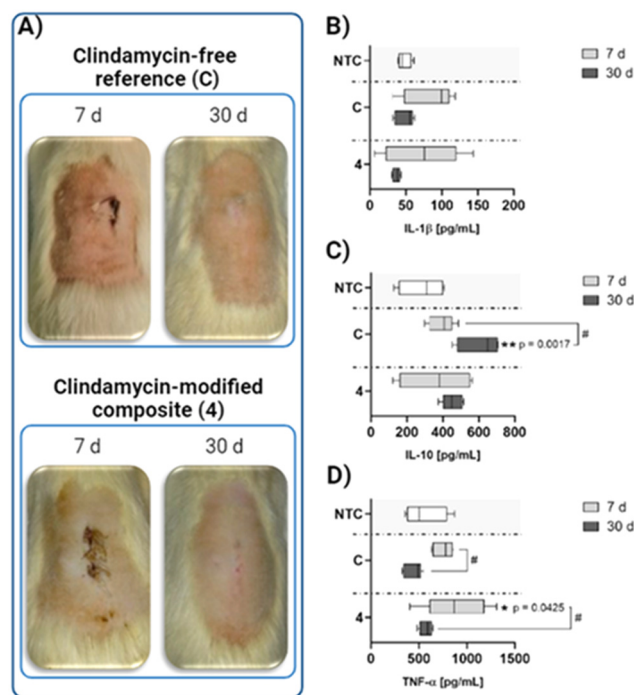 A)
Clindamycin-free
reference (C)
7 d
30 d
Clindamycin-modified
composite (4)
7 d
30 d
B)
NTC
C
4
0
50
100
150
200
IL-1β [pg/mL]
7 d
30 d
C)
NTC
C
4
#
★★ p = 0.0017
0
200
400
600
800
IL-10 [pg/mL]
7 d
30 d
D)
NTC
C
4
#
★ p = 0.0425
#
0
500
1000
1500
TNF-α [pg/mL]
7 d
30 d